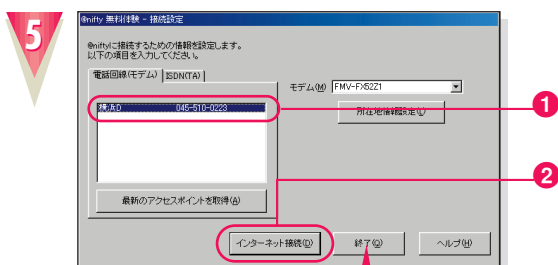 5
@nifty 無料体験 - 接続設定
@niftyに接続するための情報を設定します。
以下の項目を入力してください。
電話回線(モデム) ISDN(TA)
モデム(M) FMV-FX52Z1
横浜D 045-510-0223
所在地情報設定(L)
1
2
最新のアクセスポイントを取得(A)
インターネット接続(D) 終了(Q) ヘルプ(H)